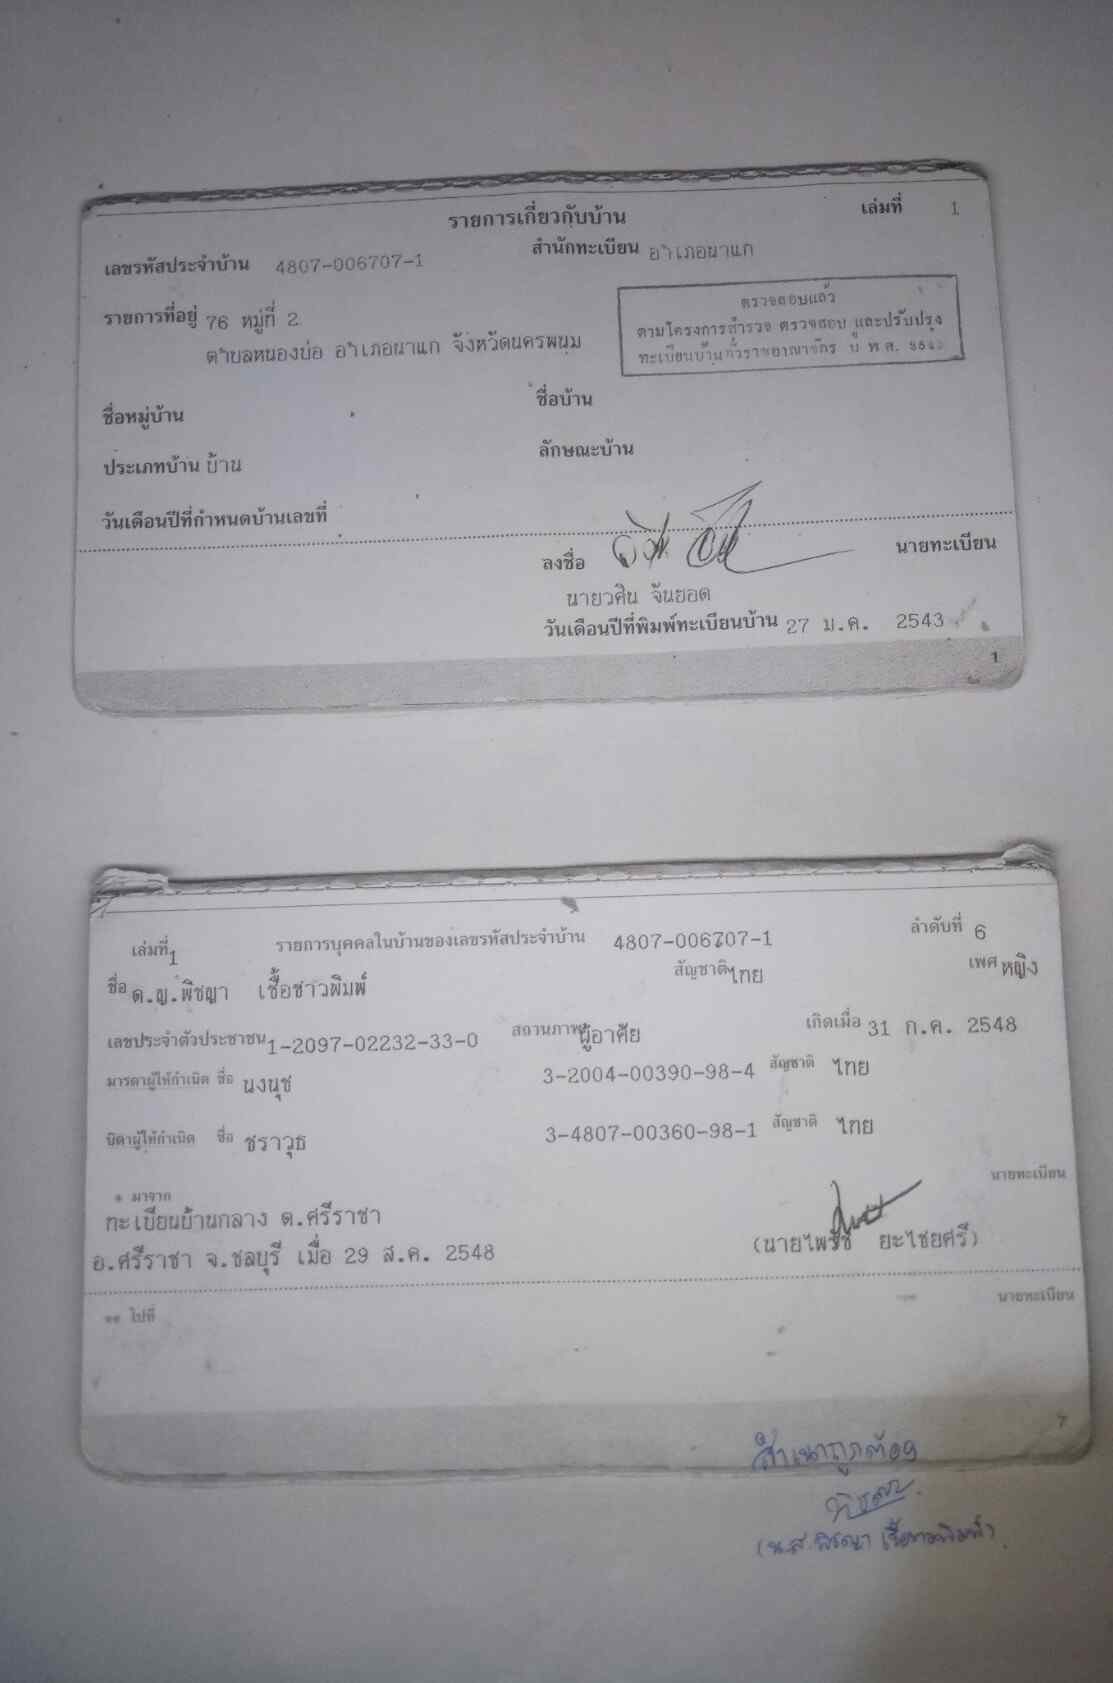 เล่มที่ 1
รายการเกี่ยวกับบ้าน
เลขรหัสประจำบ้าน 4807-006707-1 สำนักทะเบียน อำเภอนาแก
รายการที่อยู่ 76 หมู่ที่ 2
ตำบลหนองบ่อ อำเภอนาแก จังหวัดนครพนม
ตรวจสอบแล้ว
ตามโครงการสำรวจ ตรวจสอบ และปรับปรุง
ทะเบียนบ้านทั่วราชอาณาจักร ปี พ.ศ.
ชื่อหมู่บ้าน ชื่อบ้าน
ประเภทบ้าน บ้าน ลักษณะบ้าน
วันเดือนปีที่กำหนดบ้านเลขที่
ลงชื่อ นายทะเบียน
นายวศิน จันยอด
วันเดือนปีที่พิมพ์ทะเบียนบ้าน 27 ม.ค. 2543
1
เล่มที่ 1 รายการบุคคลในบ้านของเลขรหัสประจำบ้าน 4807-006707-1 ลำดับที่ 6
ชื่อ ด.ญ.พิชญา เชื้อชาวพิมพ์ สัญชาติ ไทย เพศ หญิง
เลขประจำตัวประชาชน 1-2097-02232-33-0 สถานภาพ ผู้อาศัย เกิดเมื่อ 31 ก.ค. 2548
มารดาผู้ให้กำเนิด ชื่อ นงนุช 3-2004-00390-98-4 สัญชาติ ไทย
บิดาผู้ให้กำเนิด ชื่อ ชราวุธ 3-4807-00360-98-1 สัญชาติ ไทย
* มาจาก นายทะเบียน
ทะเบียนบ้านกลาง ต.ศรีราชา
อ.ศรีราชา จ.ชลบุรี เมื่อ 29 ส.ค. 2548 (นายไพรัช ยะไชยศรี)
** ไปที่ นายทะเบียน
7
สำเนาถูกต้อง
พิชญา
(น.ส.พิชญา เชื้อชาวพิมพ์)